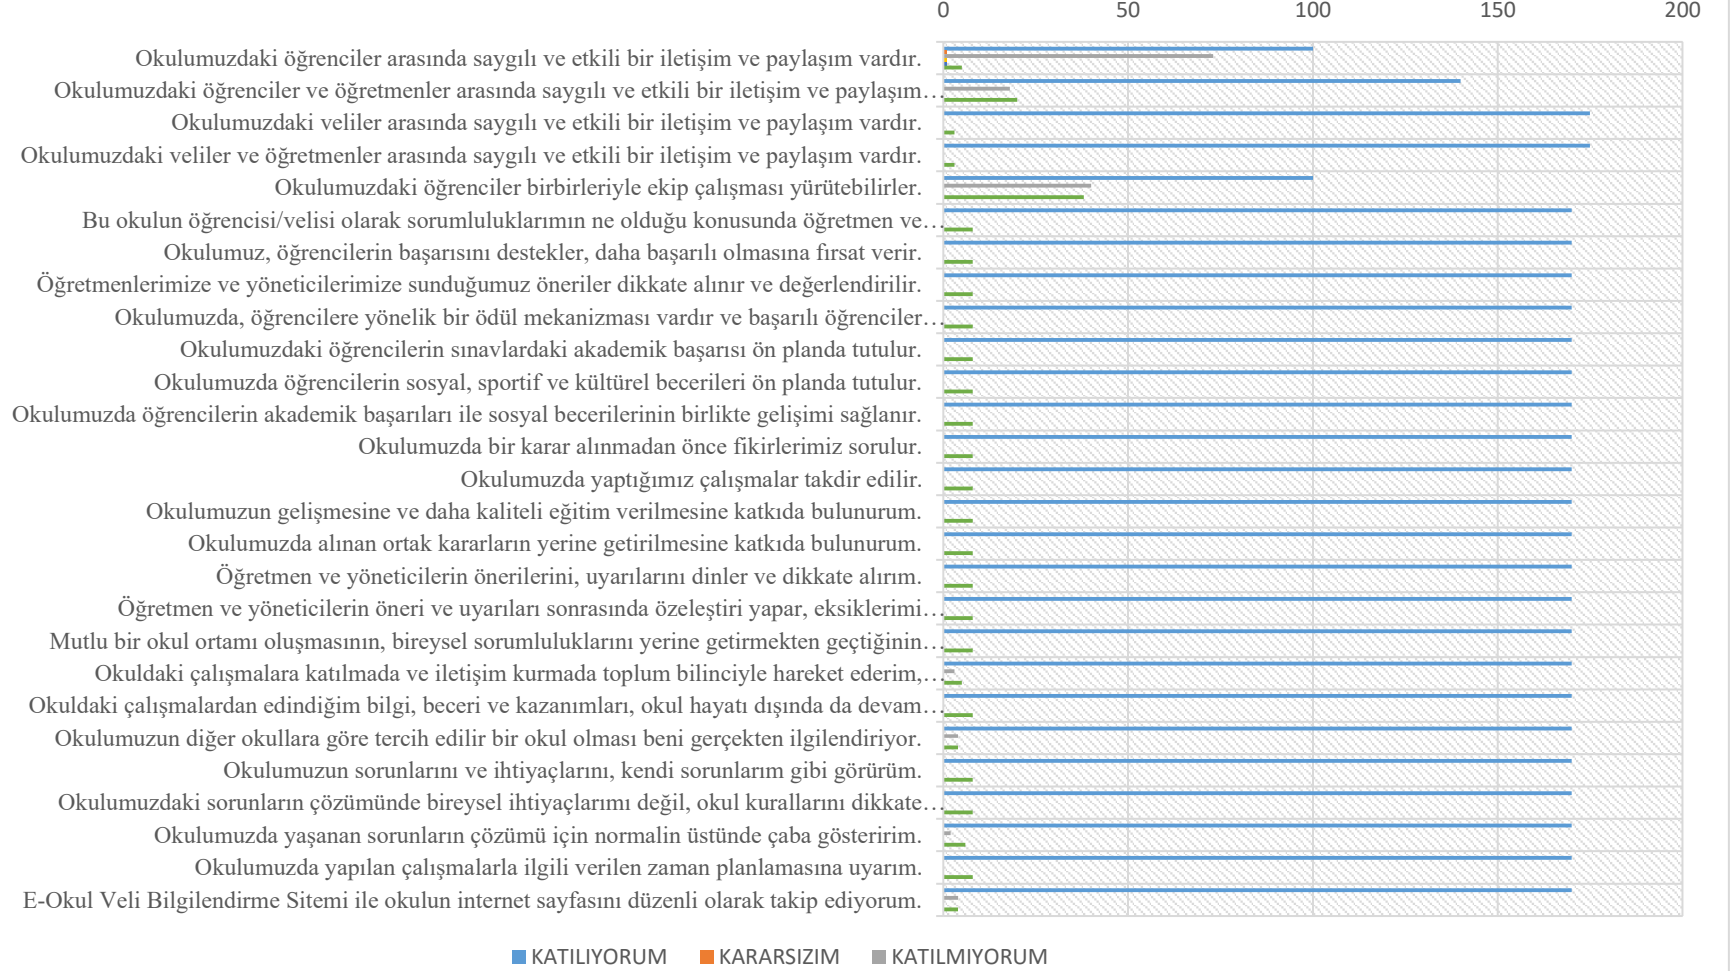 0 50 100 150 200
Okulumuzdaki öğrenciler arasında saygılı ve etkili bir iletişim ve paylaşım vardır.
Okulumuzdaki öğrenciler ve öğretmenler arasında saygılı ve etkili bir iletişim ve paylaşım…
Okulumuzdaki veliler arasında saygılı ve etkili bir iletişim ve paylaşım vardır.
Okulumuzdaki veliler ve öğretmenler arasında saygılı ve etkili bir iletişim ve paylaşım vardır.
Okulumuzdaki öğrenciler birbirleriyle ekip çalışması yürütebilirler.
Bu okulun öğrencisi/velisi olarak sorumluluklarımın ne olduğu konusunda öğretmen ve…
Okulumuz, öğrencilerin başarısını destekler, daha başarılı olmasına fırsat verir.
Öğretmenlerimize ve yöneticilerimize sunduğumuz öneriler dikkate alınır ve değerlendirilir.
Okulumuzda, öğrencilere yönelik bir ödül mekanizması vardır ve başarılı öğrenciler…
Okulumuzdaki öğrencilerin sınavlardaki akademik başarısı ön planda tutulur.
Okulumuzda öğrencilerin sosyal, sportif ve kültürel becerileri ön planda tutulur.
Okulumuzda öğrencilerin akademik başarıları ile sosyal becerilerinin birlikte gelişimi sağlanır.
Okulumuzda bir karar alınmadan önce fikirlerimiz sorulur.
Okulumuzda yaptığımız çalışmalar takdir edilir.
Okulumuzun gelişmesine ve daha kaliteli eğitim verilmesine katkıda bulunurum.
Okulumuzda alınan ortak kararların yerine getirilmesine katkıda bulunurum.
Öğretmen ve yöneticilerin önerilerini, uyarılarını dinler ve dikkate alırım.
Öğretmen ve yöneticilerin öneri ve uyarıları sonrasında özeleştiri yapar, eksiklerimi…
Mutlu bir okul ortamı oluşmasının, bireysel sorumluluklarını yerine getirmekten geçtiğinin…
Okuldaki çalışmalara katılmada ve iletişim kurmada toplum bilinciyle hareket ederim,…
Okuldaki çalışmalardan edindiğim bilgi, beceri ve kazanımları, okul hayatı dışında da devam…
Okulumuzun diğer okullara göre tercih edilir bir okul olması beni gerçekten ilgilendiriyor.
Okulumuzun sorunlarını ve ihtiyaçlarını, kendi sorunlarım gibi görürüm.
Okulumuzdaki sorunların çözümünde bireysel ihtiyaçlarımı değil, okul kurallarını dikkate…
Okulumuzda yaşanan sorunların çözümü için normalin üstünde çaba gösteririm.
Okulumuzda yapılan çalışmalarla ilgili verilen zaman planlamasına uyarım.
E-Okul Veli Bilgilendirme Sitemi ile okulun internet sayfasını düzenli olarak takip ediyorum.
KATILIYORUM KARARSIZIM KATILMIYORUM